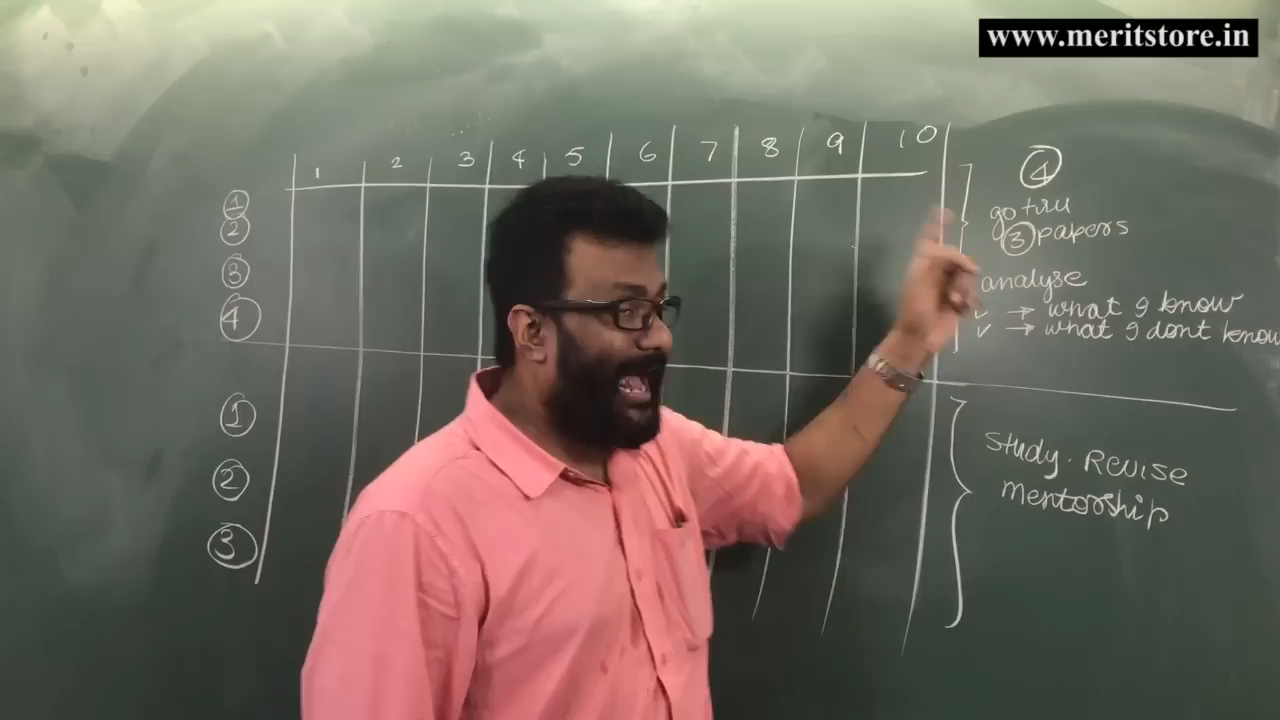 www.meritstore.in
1 2 3 4 5 6 7 8 9 10
1
2
3
4
4
go tru
3 papers
analyse
✓ → what I know
✓ → what I dont know
1
2
3
Study. Revise
Mentorship